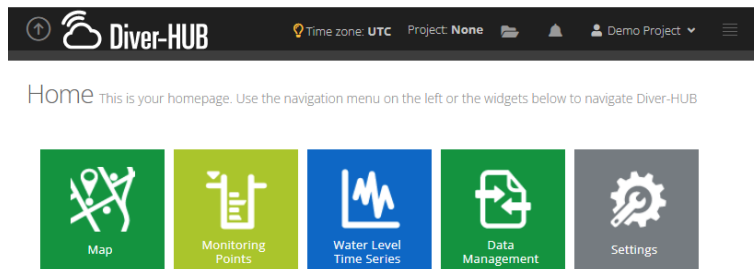 Diver-HUB
Time zone: UTC Project: None Demo Project
Home This is your homepage. Use the navigation menu on the left or the widgets below to navigate Diver-HUB
Map
Monitoring
Points
Water Level
Time Series
Data
Management
Settings